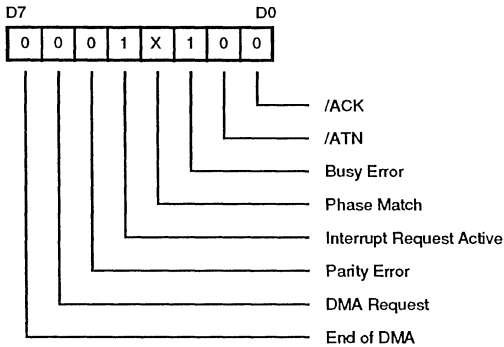 D7 D0
0 0 0 1 X 1 0 0
/ACK
/ATN
Busy Error
Phase Match
Interrupt Request Active
Parity Error
DMA Request
End of DMA